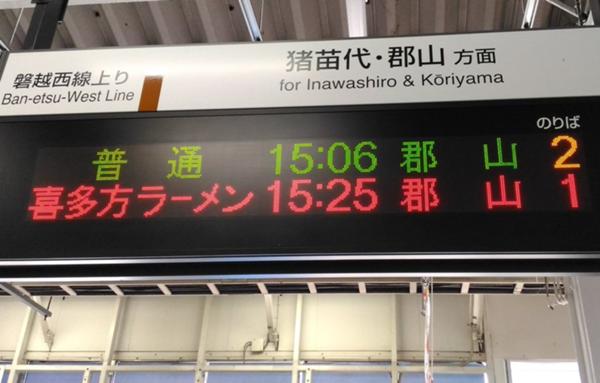 磐越西線上り
Ban-etsu-West Line
猪苗代・郡山 方面
for Inawashiro & Kōriyama
のりば
普通 15:06 郡山 2
喜多方ラーメン 15:25 郡山 1